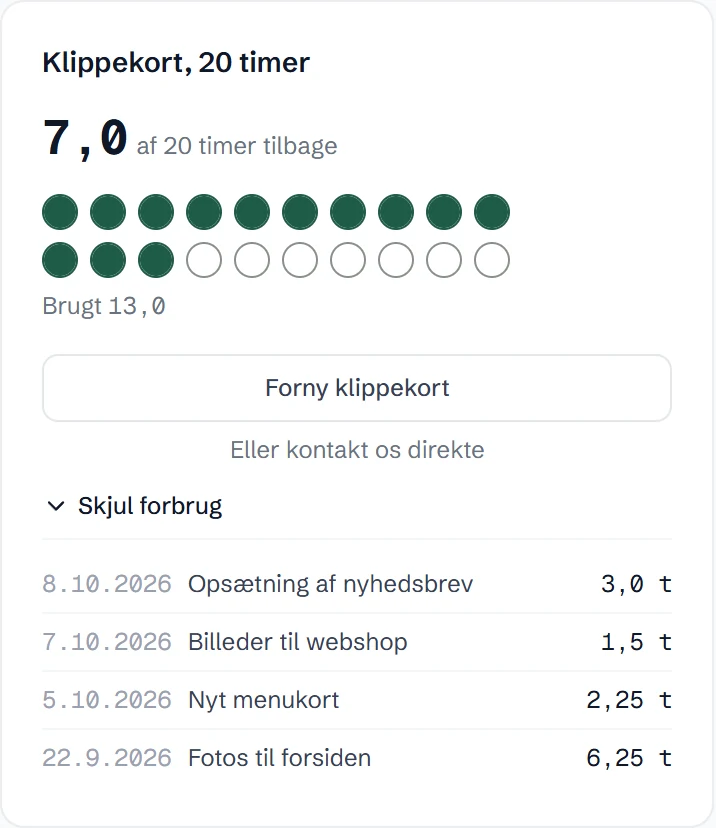 Klippekort, 20 timer
7,0 af 20 timer tilbage
Brugt 13,0
Forny klippekort
Eller kontakt os direkte
Skjul forbrug
8.10.2026 Opsætning af nyhedsbrev 3,0 t
7.10.2026 Billeder til webshop 1,5 t
5.10.2026 Nyt menukort 2,25 t
22.9.2026 Fotos til forsiden 6,25 t